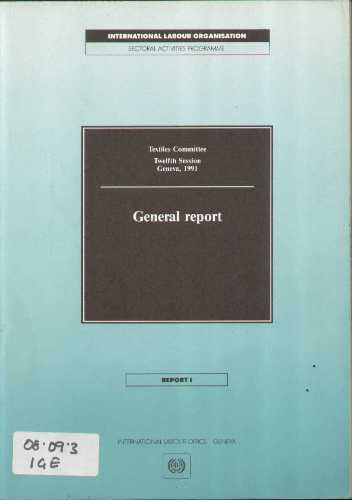 INTERNATIONAL LABOUR ORGANISATION
SECTORAL ACTIVITIES PROGRAMME
Textiles Committee
Twelfth Session
Geneva, 1991
General report
REPORT I
INTERNATIONAL LABOUR OFFICE GENEVA
08.09.3
IGE